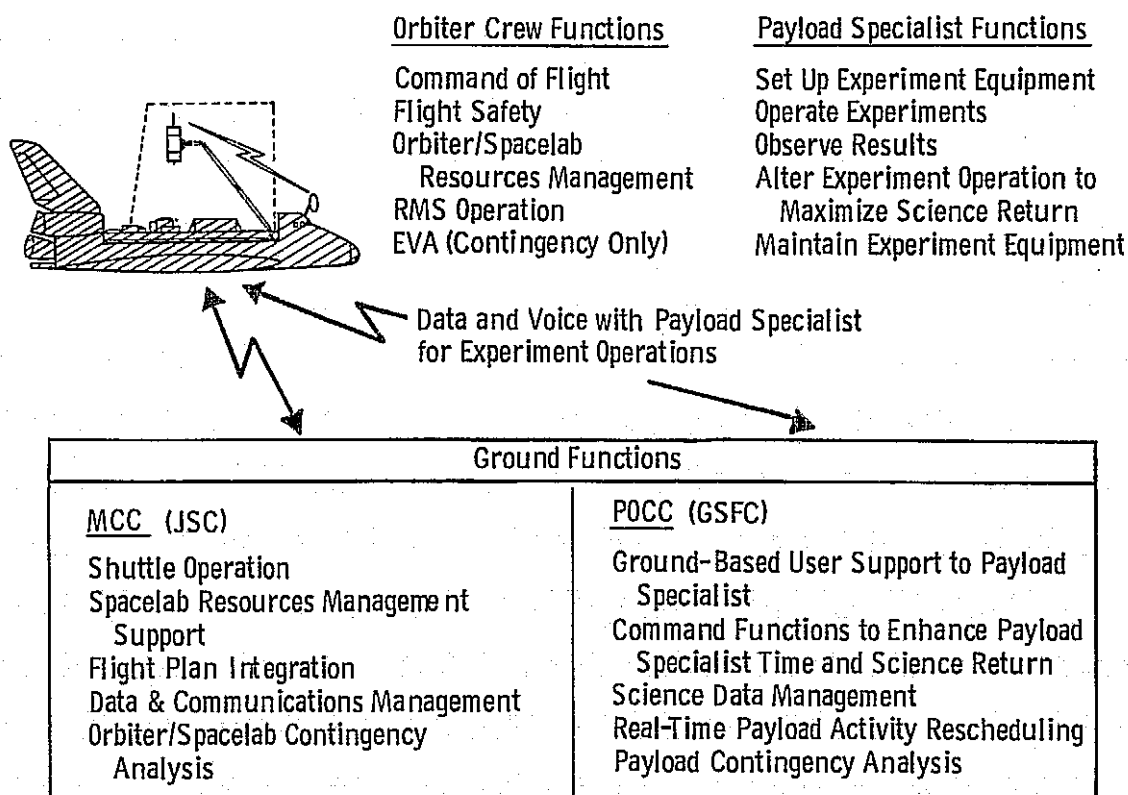 Orbiter Crew Functions
Command of Flight
Flight Safety
Orbiter/Spacelab
Resources Management
RMS Operation
EVA (Contingency Only)
Payload Specialist Functions
Set Up Experiment Equipment
Operate Experiments
Observe Results
Alter Experiment Operation to
Maximize Science Return
Maintain Experiment Equipment
Data and Voice with Payload Specialist
for Experiment Operations
Ground Functions
MCC (JSC)
Shuttle Operation
Spacelab Resources Management
Support
Flight Plan Integration
Data & Communications Management
Orbiter/Spacelab Contingency
Analysis
POCC (GSFC)
Ground-Based User Support to Payload
Specialist
Command Functions to Enhance Payload
Specialist Time and Science Return
Science Data Management
Real-Time Payload Activity Rescheduling
Payload Contingency Analysis